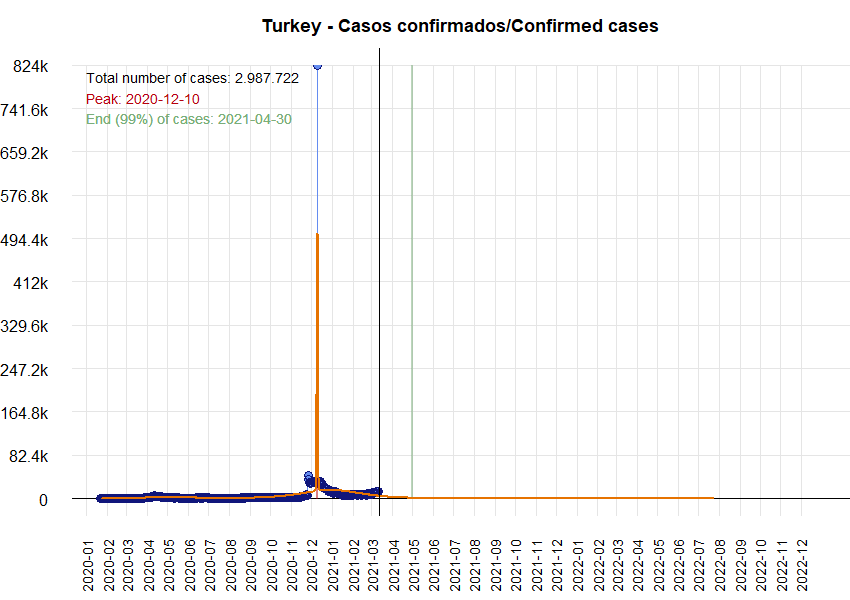 Turkey - Casos confirmados/Confirmed cases
824k
741.6k
659.2k
576.8k
494.4k
412k
329.6k
247.2k
164.8k
82.4k
0
Total number of cases: 2.987.722
Peak: 2020-12-10
End (99%) of cases: 2021-04-30
2020-01
2020-02
2020-03
2020-04
2020-05
2020-06
2020-07
2020-08
2020-09
2020-10
2020-11
2020-12
2021-01
2021-02
2021-03
2021-04
2021-05
2021-06
2021-07
2021-08
2021-09
2021-10
2021-11
2021-12
2022-01
2022-02
2022-03
2022-04
2022-05
2022-06
2022-07
2022-08
2022-09
2022-10
2022-11
2022-12